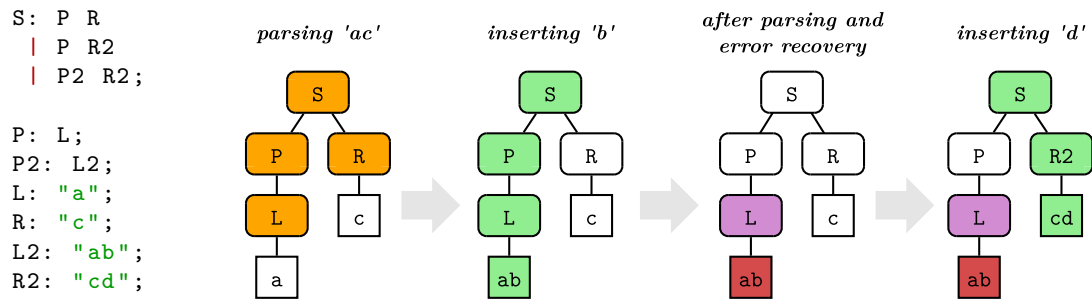 S: P R
| P R2
| P2 R2;
P: L;
P2: L2;
L: "a";
R: "c";
L2: "ab";
R2: "cd";
parsing 'ac'
S
P R
L c
a
inserting 'b'
S
P R
L c
ab
after parsing and
error recovery
S
P R
L c
ab
inserting 'd'
S
P R2
L cd
ab